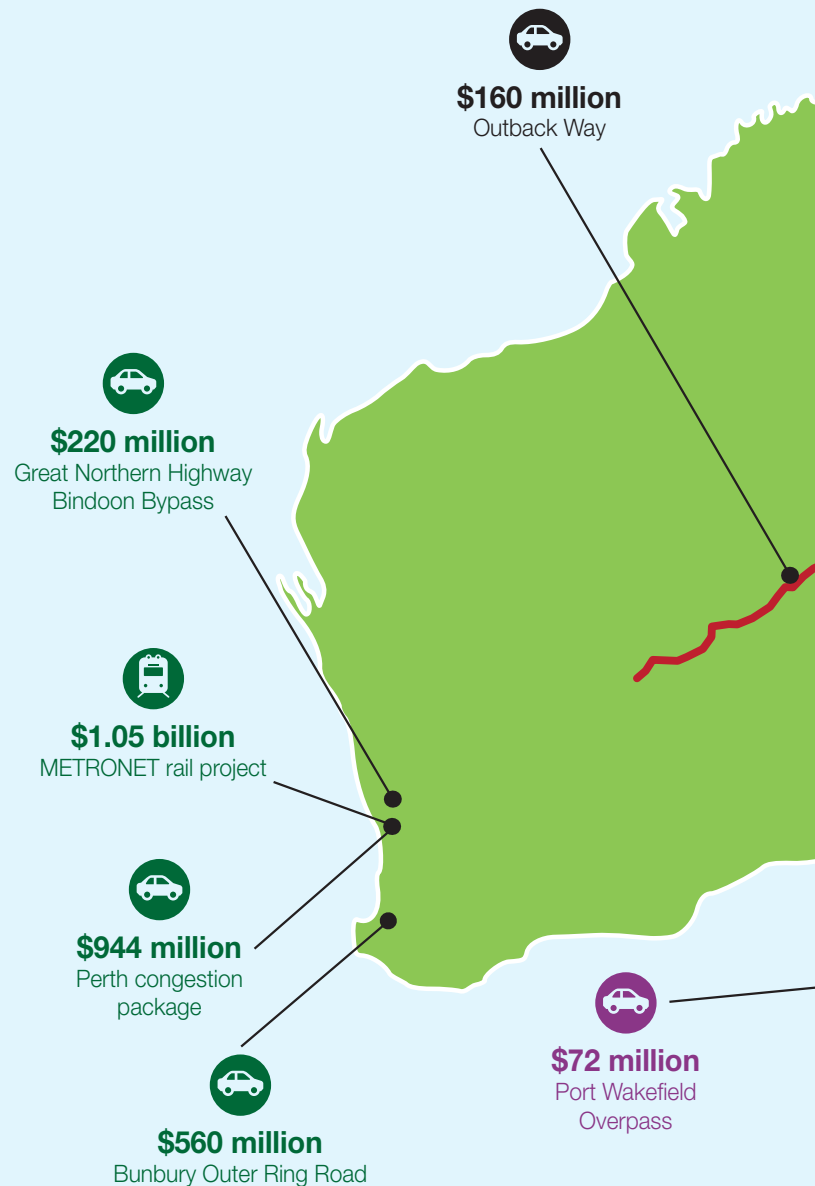 $160 million
Outback Way
$220 million
Great Northern Highway
Bindoon Bypass
$1.05 billion
METRONET rail project
$944 million
Perth congestion
package
$72 million
Port Wakefield
Overpass
$560 million
Bunbury Outer Ring Road